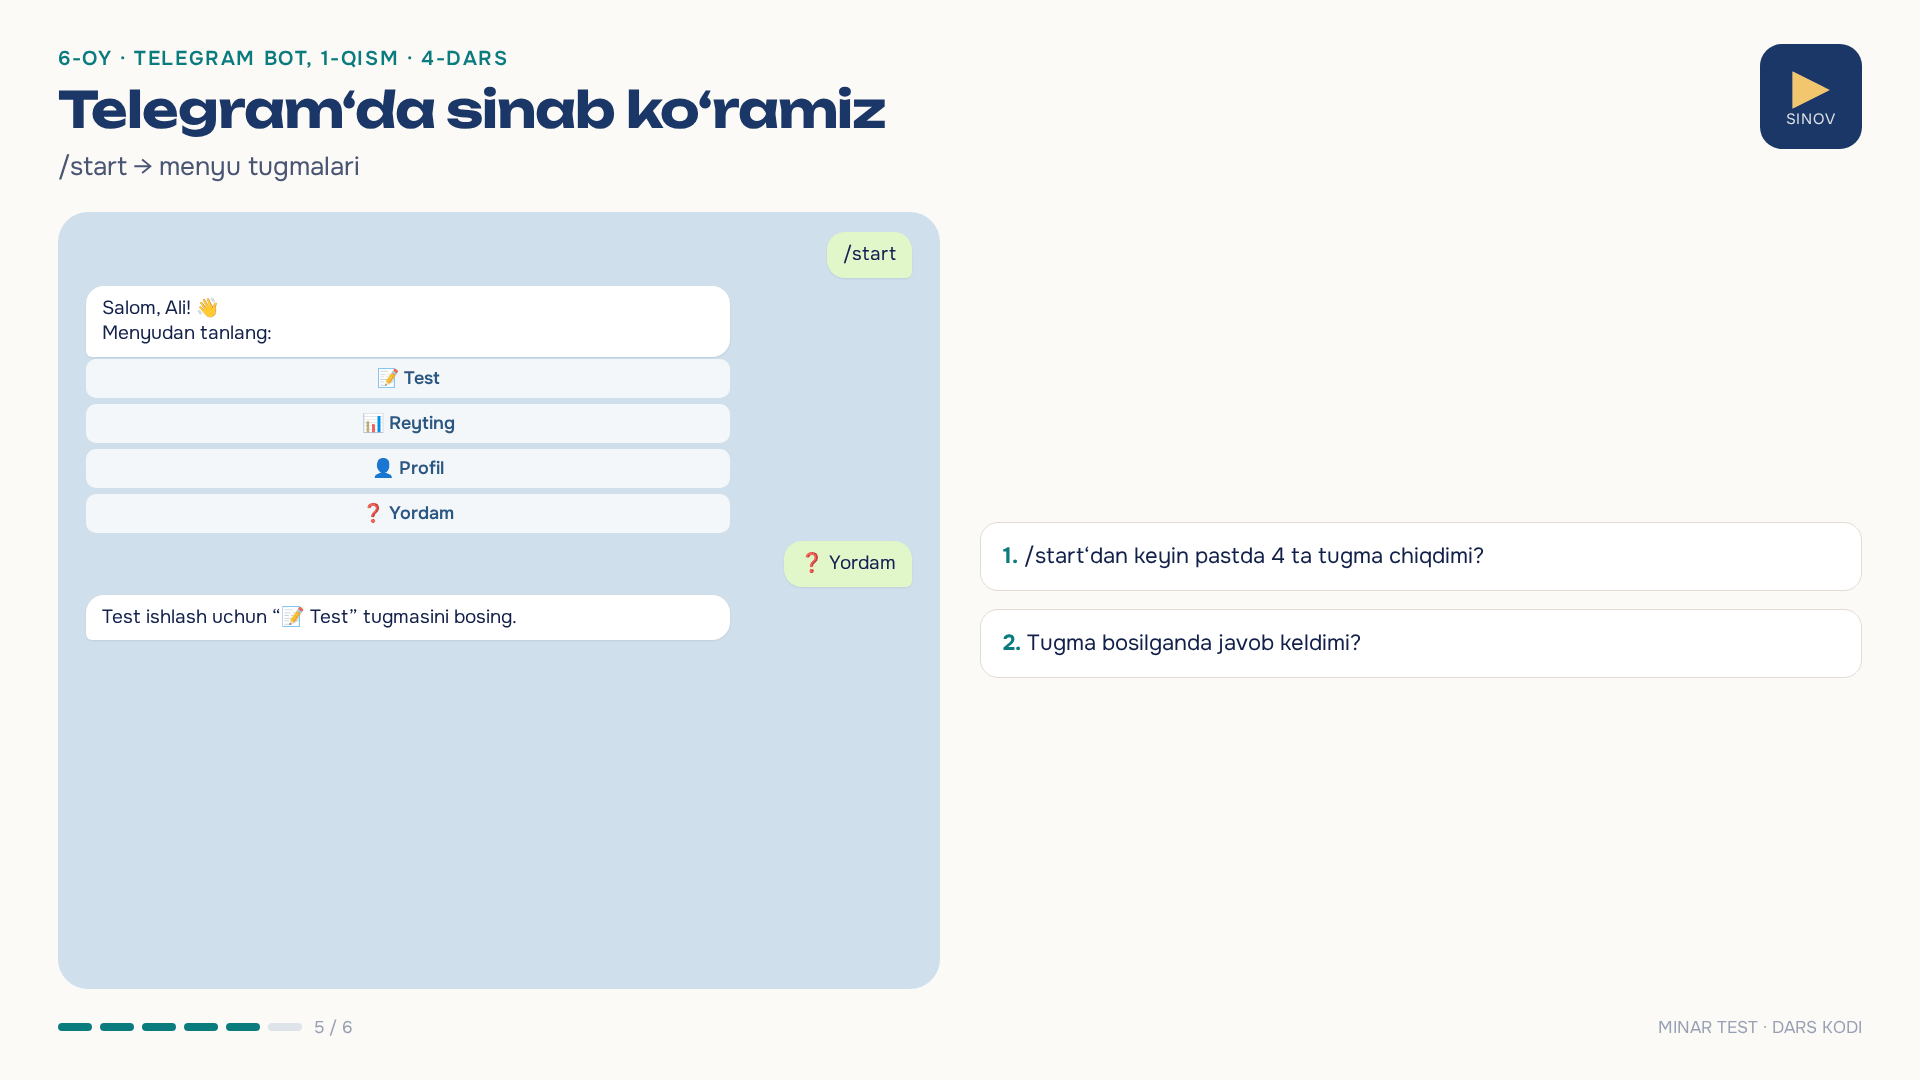 6-OY · TELEGRAM BOT, 1-QISM · 4-DARS
Telegram‘da sinab ko‘ramiz
/start → menyu tugmalari
SINOV
/start
Salom, Ali! 👋
Menyudan tanlang:
📝 Test
📊 Reyting
👤 Profil
❓ Yordam
❓ Yordam
Test ishlash uchun “📝 Test” tugmasini bosing.
1. /start‘dan keyin pastda 4 ta tugma chiqdimi?
2. Tugma bosilganda javob keldimi?
5 / 6
MINAR TEST · DARS KODI